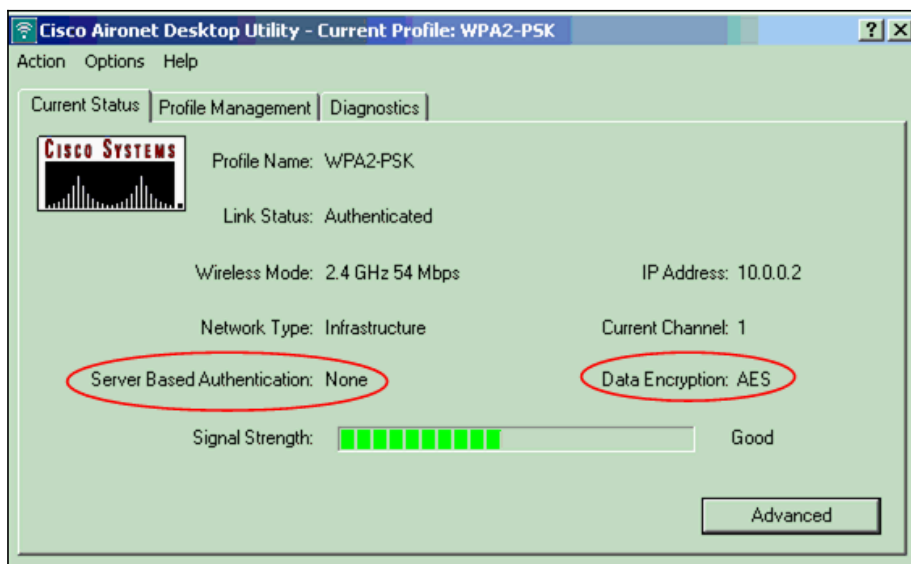 Cisco Aironet Desktop Utility - Current Profile: WPA2-PSK
Action Options Help
Current Status Profile Management Diagnostics
CISCO SYSTEMS
Profile Name: WPA2-PSK
Link Status: Authenticated
Wireless Mode: 2.4 GHz 54 Mbps IP Address: 10.0.0.2
Network Type: Infrastructure Current Channel: 1
Server Based Authentication: None Data Encryption: AES
Signal Strength: Good
Advanced